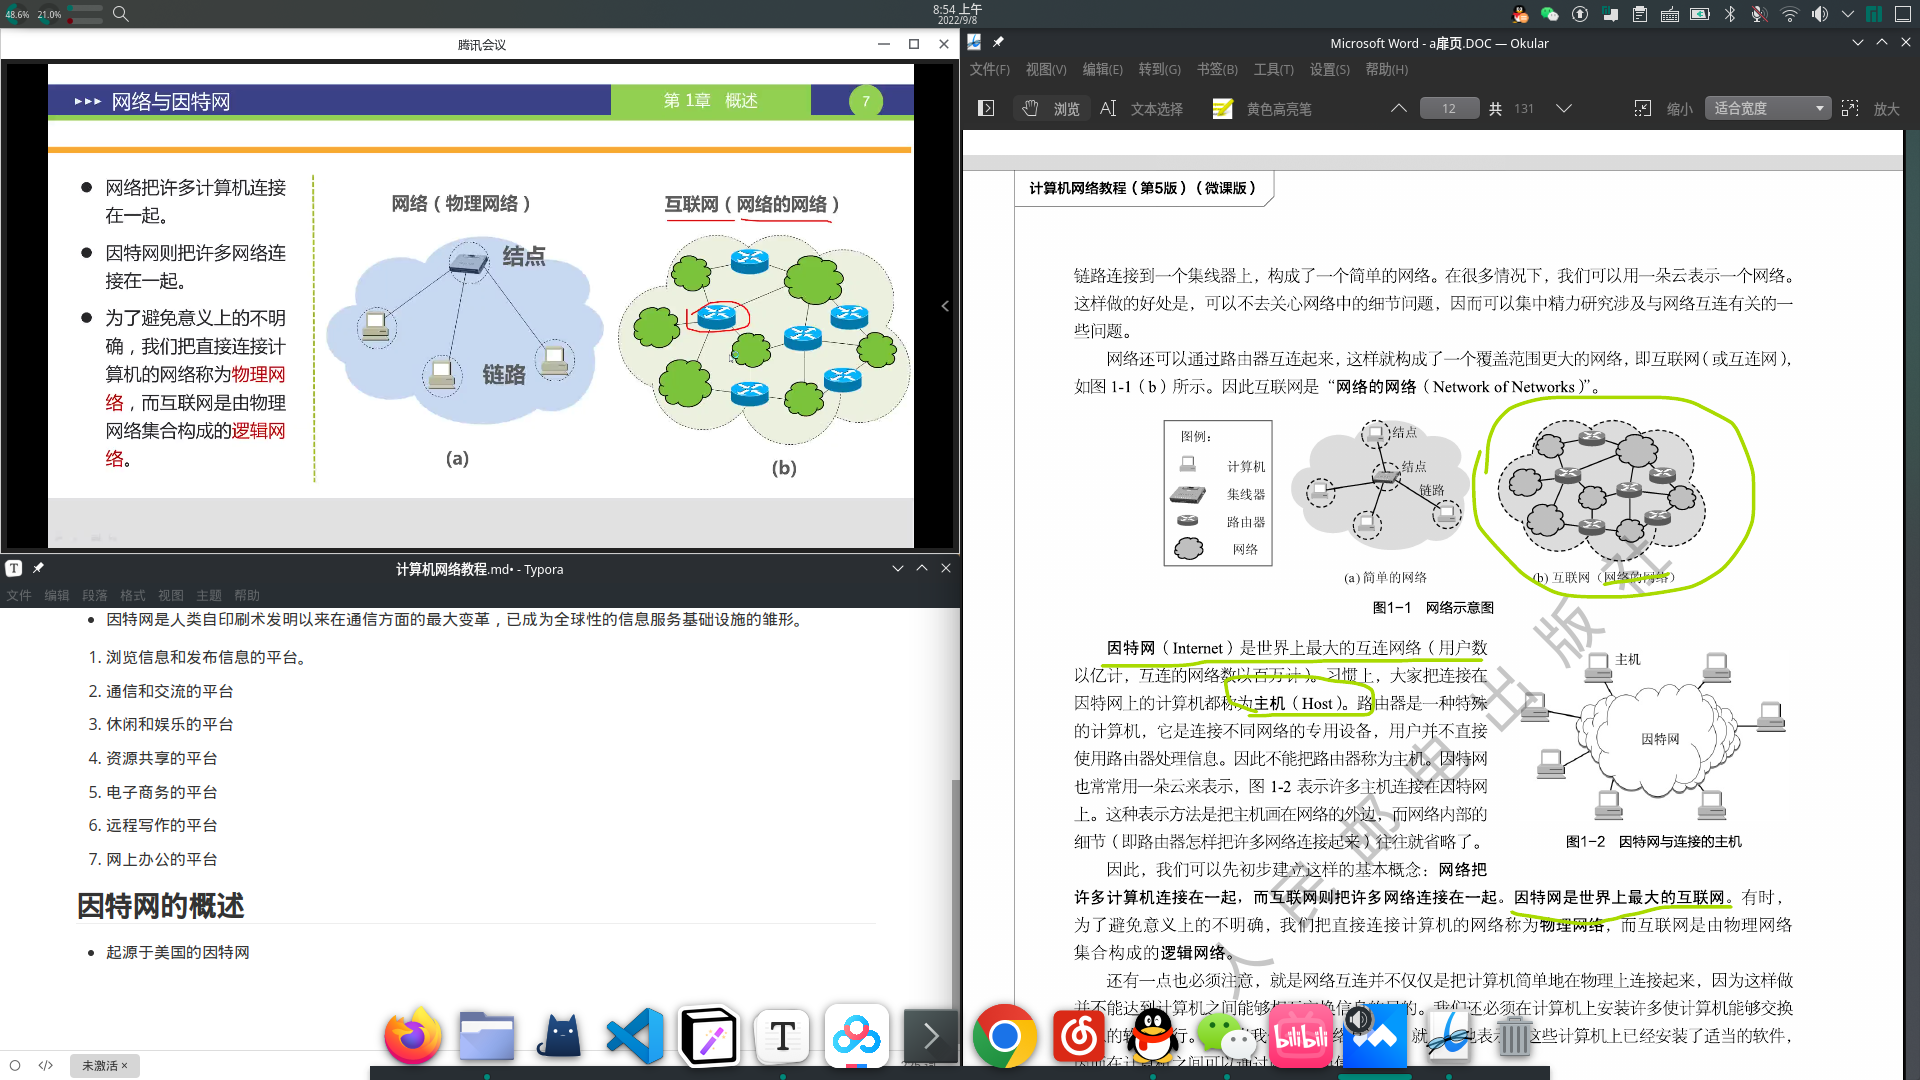 48.6%
21.0%
8:54 上午
2022/9/8
腾讯会议
▸▸▸ 网络与因特网
第 1章 概述
7
● 网络把许多计算机连接
在一起。
● 因特网则把许多网络连
接在一起。
● 为了避免意义上的不明
确，我们把直接连接计
算机的网络称为物理网
络，而互联网是由物理
网络集合构成的逻辑网
络。
网络（物理网络）
结点
链路
(a)
互联网（网络的网络）
(b)
计算机网络教程.md• - Typora
文件 编辑 段落 格式 视图 主题 帮助
• 因特网是人类自印刷术发明以来在通信方面的最大变革，已成为全球性的信息服务基础设施的雏形。
1. 浏览信息和发布信息的平台。
2. 通信和交流的平台
3. 休闲和娱乐的平台
4. 资源共享的平台
5. 电子商务的平台
6. 远程写作的平台
7. 网上办公的平台
因特网的概述
• 起源于美国的因特网
未激活 ×
Microsoft Word - a扉页.DOC — Okular
文件(F) 视图(V) 编辑(E) 转到(G) 书签(B) 工具(T) 设置(S) 帮助(H)
浏览 文本选择 黄色高亮笔 12 共 131 缩小 适合宽度 放大
计算机网络教程（第5版）（微课版）
链路连接到一个集线器上，构成了一个简单的网络。在很多情况下，我们可以用一朵云表示一个网络。
这样做的好处是，可以不去关心网络中的细节问题，因而可以集中精力研究涉及与网络互连有关的一
些问题。
网络还可以通过路由器互连起来，这样就构成了一个覆盖范围更大的网络，即互联网（或互连网），
如图 1-1（b）所示。因此互联网是“网络的网络（Network of Networks）”。
图例：
计算机
集线器
路由器
网络
结点
结点
链路
(a) 简单的网络
(b) 互联网（网络的网络）
图1-1 网络示意图
因特网（Internet）是世界上最大的互连网络（用户数
以亿计，互连的网络数以百万计）。习惯上，大家把连接在
因特网上的计算机都称为主机（Host）。路由器是一种特殊
的计算机，它是连接不同网络的专用设备，用户并不直接
使用路由器处理信息。因此不能把路由器称为主机。因特网
也常常用一朵云来表示，图 1-2 表示许多主机连接在因特网
上。这种表示方法是把主机画在网络的外边，而网络内部的
细节（即路由器怎样把许多网络连接起来）往往就省略了。
主机
因特网
图1-2 因特网与连接的主机
因此，我们可以先初步建立这样的基本概念：网络把
许多计算机连接在一起，而互联网则把许多网络连接在一起。因特网是世界上最大的互联网。有时，
为了避免意义上的不明确，我们把直接连接计算机的网络称为物理网络，而互联网是由物理网络
集合构成的逻辑网络。
还有一点也必须注意，就是网络互连并不仅仅是把计算机简单地在物理上连接起来，因为这样做
并不能达到计算机之间能够相互交换信息的目的。我们还必须在计算机上安装许多使计算机能够交换
这些计算机上已经安装了适当的软件，
人民邮电出版社
T
bilibili